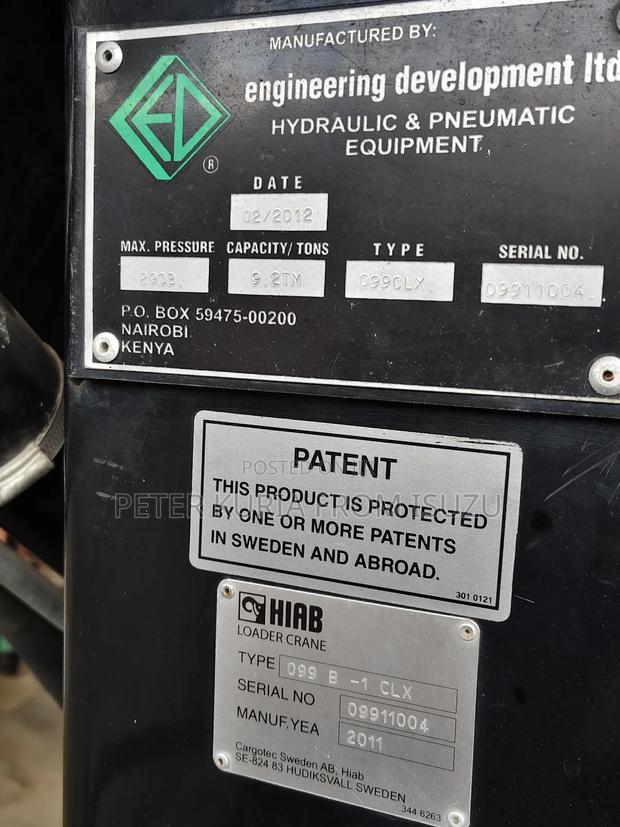 MANUFACTURED BY:
ED
®
engineering development ltd
HYDRAULIC & PNEUMATIC
EQUIPMENT
DATE
02/2012
MAX. PRESSURE CAPACITY/TONS TYPE SERIAL NO.
290B. 9.2TM 099CLX. 09911004.
P.O. BOX 59475-00200
NAIROBI
KENYA
POSTED
PATENT
PETER KURIA FROM ISUZU
THIS PRODUCT IS PROTECTED
BY ONE OR MORE PATENTS
IN SWEDEN AND ABROAD.
301 0121
HIAB
LOADER CRANE
TYPE 099 B -1 CLX
SERIAL NO 09911004
MANUF.YEA 2011
Cargotec Sweden AB, Hiab
SE-824 83 HUDIKSVALL SWEDEN
344 6263